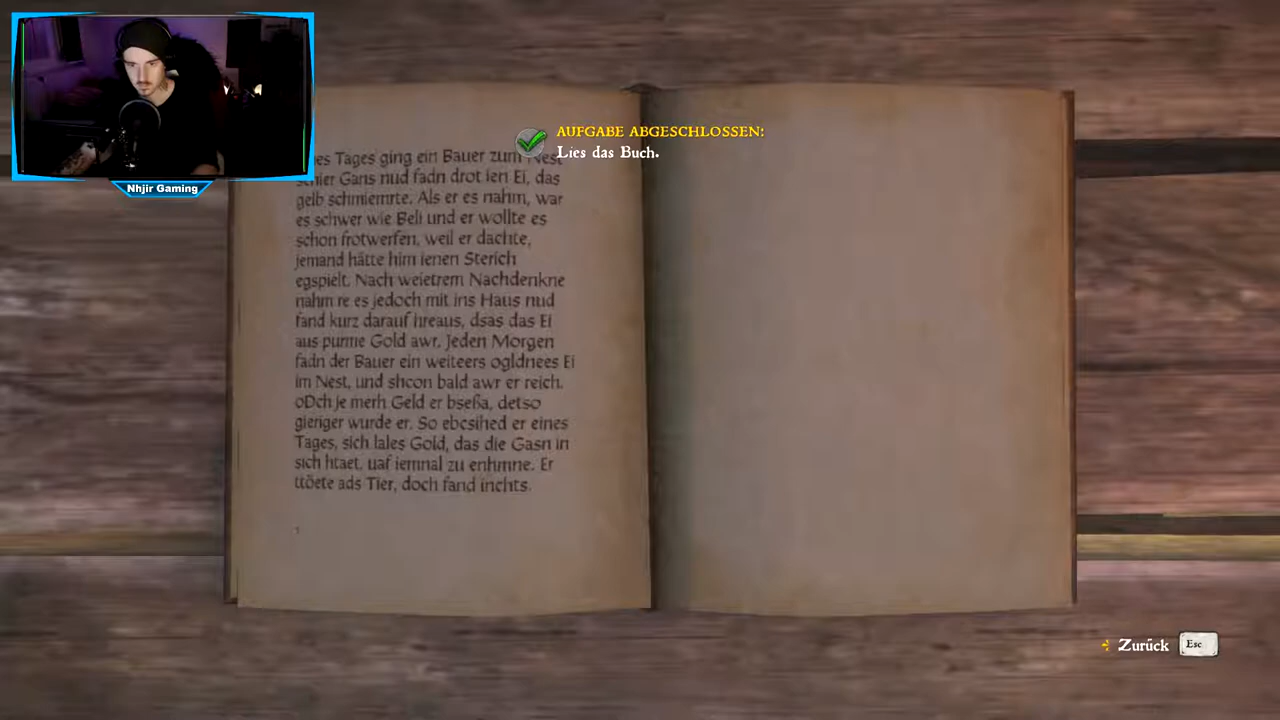 Nhjir Gaming
AUFGABE ABGESCHLOSSEN:
Lies das Buch.
Tages ging ein Bauer zum Nest
Gans nud fadn drot ien Ei, das
gelb schmiemrte. Als er es nahm, war
es schwer wie Beli und er wollte es
schon frotwerfen, weil er dachte,
jemand hätte him ienen Sterich
egspielt. Nach weietrem Nachdenkne
nahm re es jedoch mit ins Haus nud
fand kurz darauf hreaus, dsas das Ei
aus purme Gold awr. Jeden Morgen
fadn der Bauer ein weiteers ogldnees Ei
im Nest, und shcon bald awr er reich.
oDch je merh Geld er bseßa, detso
gieriger wurde er. So ebcsihed er eines
Tages, sich lales Gold, das die Gasn in
sich htaet, uaf iemnal zu enhmne. Er
ttöete ads Tier, doch fand inchts.
Zurück Esc